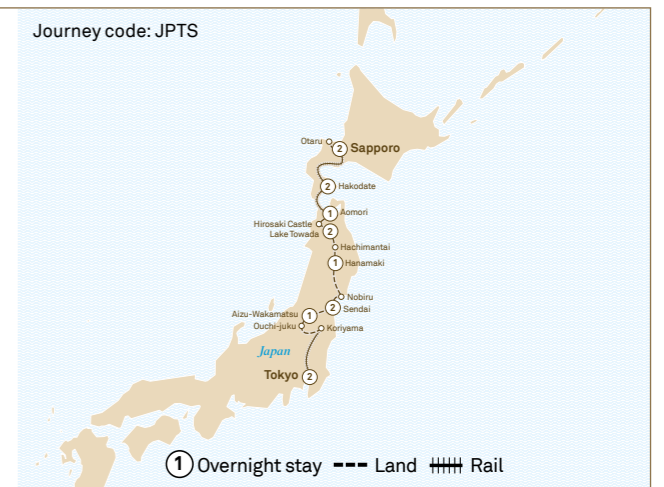 Journey code: JPTS
Otaru
2
Sapporo
2
Hakodate
1
Aomori
Hirosaki Castle
Lake Towada
2
Hachimantai
1
Hanamaki
Nobiru
2
Sendai
Aizu-Wakamatsu
1
Ouchi-juku
Koriyama
Japan
Tokyo
2
1 Overnight stay Land Rail